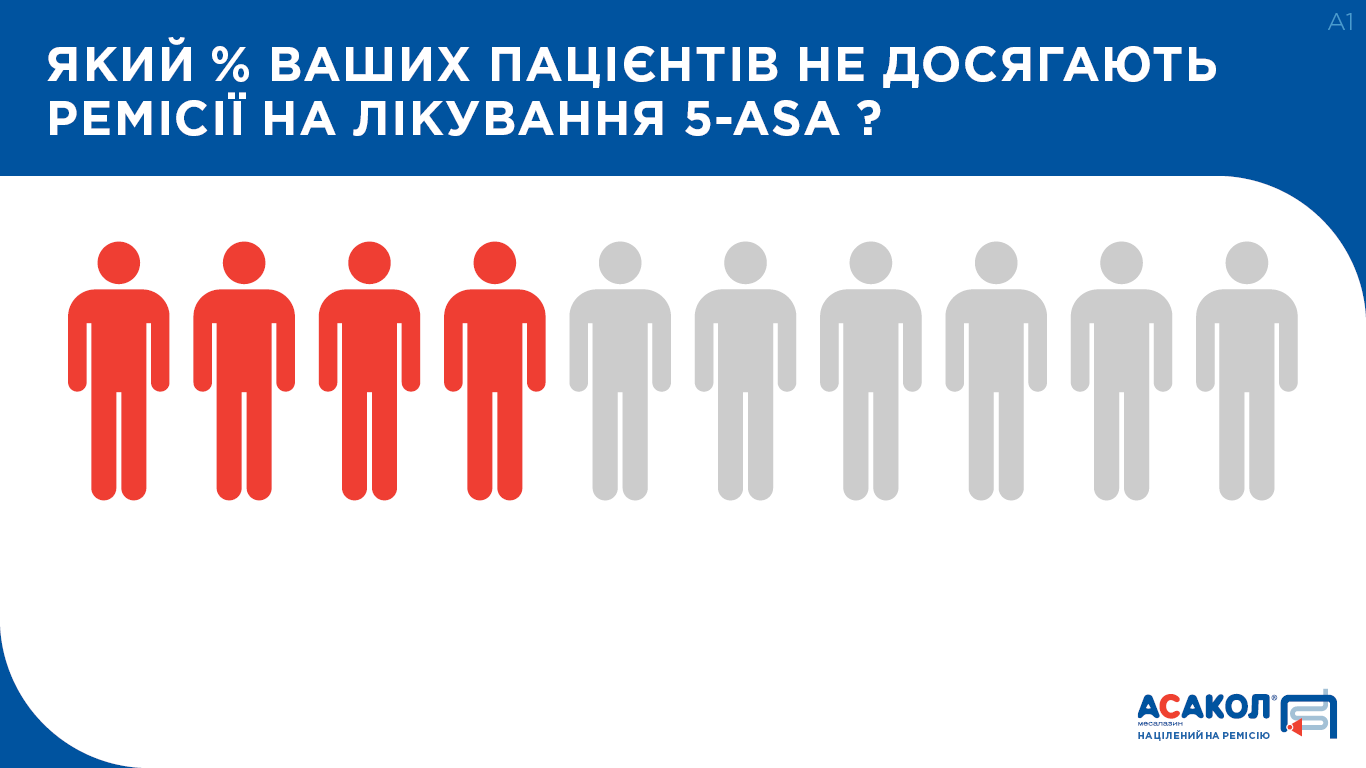 A1
ЯКИЙ % ВАШИХ ПАЦІЄНТІВ НЕ ДОСЯГАЮТЬ
РЕМІСІЇ НА ЛІКУВАННЯ 5-ASA ?
АСАКОЛ®
месалазин
НАЦІЛЕНИЙ НА РЕМІСІЮ